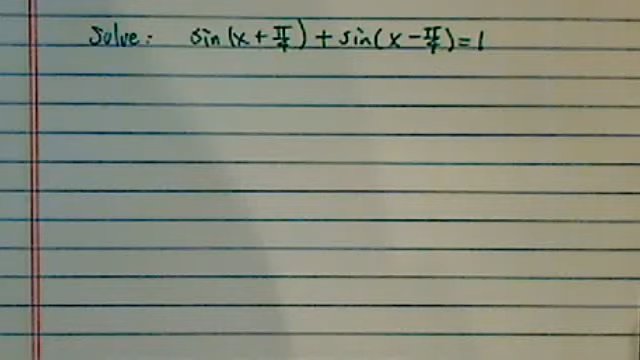 Solve: sin(x + π/4) + sin(x - π/4) = 1